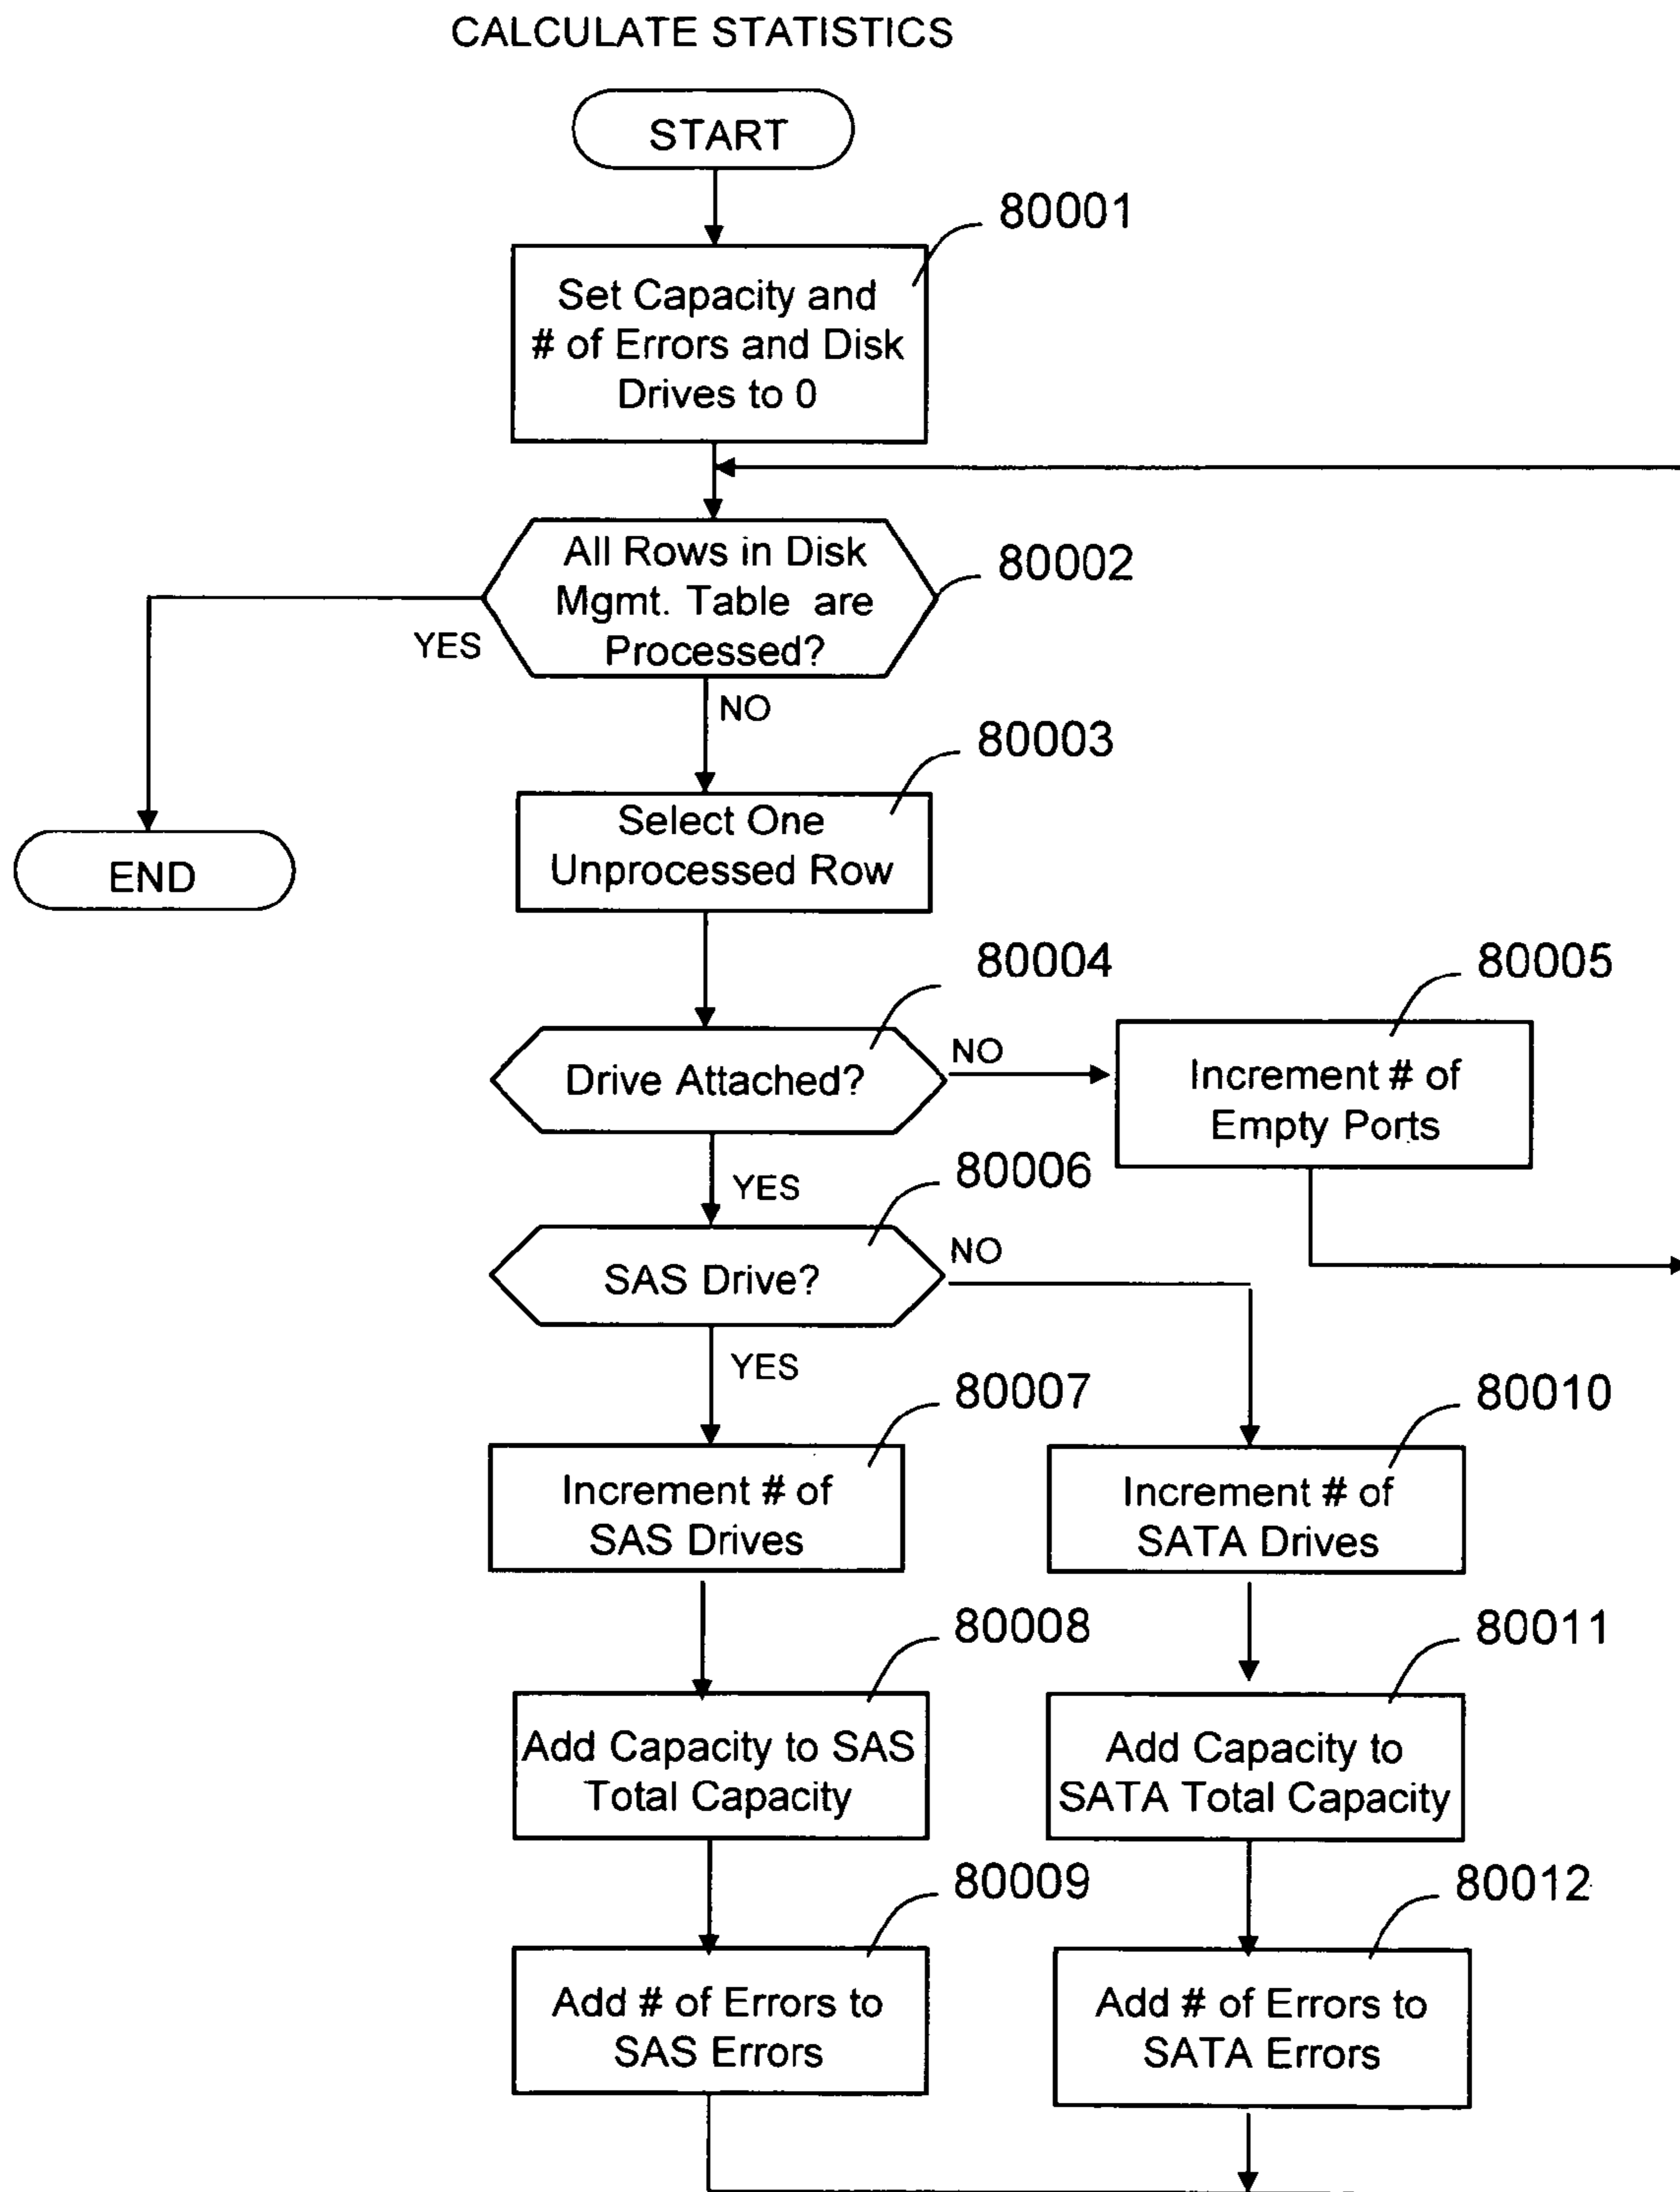 CALCULATE STATISTICS
START
80001
Set Capacity and
# of Errors and Disk
Drives to 0
All Rows in Disk
Mgmt. Table are
Processed?
80002
YES
NO
80003
Select One
Unprocessed Row
END
80004
80005
Drive Attached?
NO
Increment # of
Empty Ports
YES
80006
SAS Drive?
NO
YES
80007
80010
Increment # of
SAS Drives
Increment # of
SATA Drives
80008
80011
Add Capacity to SAS
Total Capacity
Add Capacity to
SATA Total Capacity
80009
80012
Add # of Errors to
SAS Errors
Add # of Errors to
SATA Errors